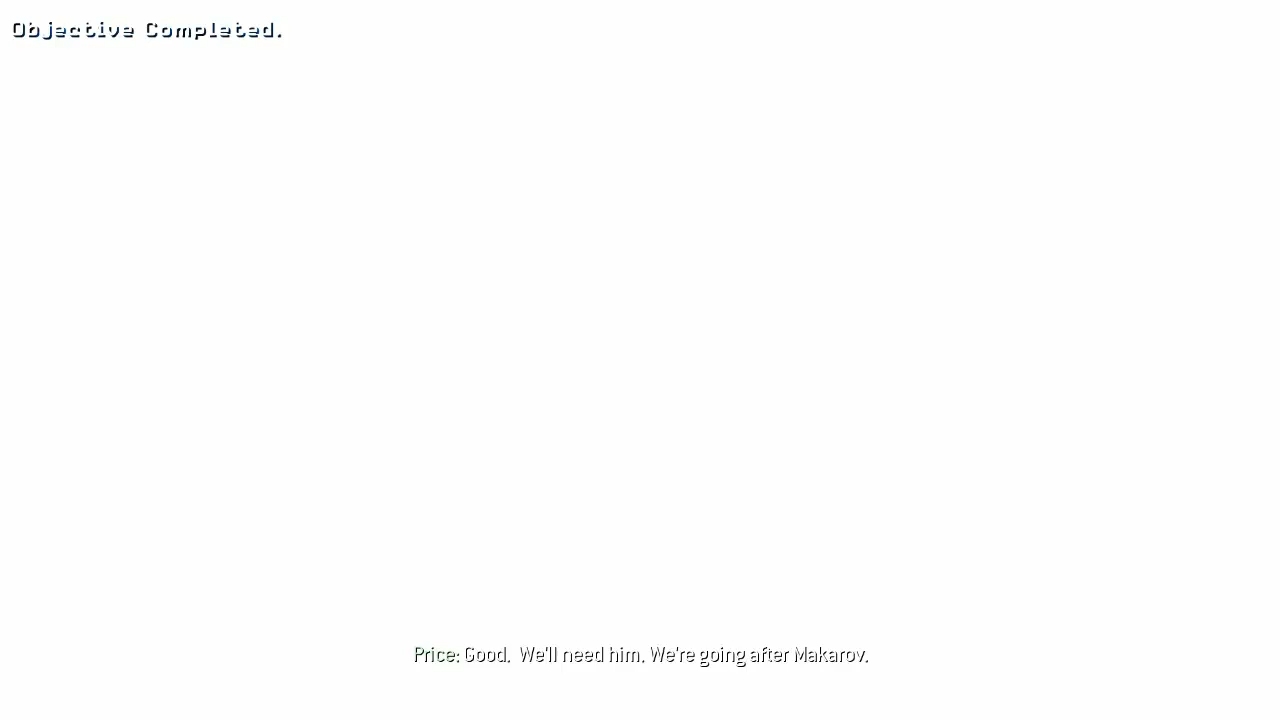 Objective Completed.
Price: Good.  We'll need him. We're going after Makarov.